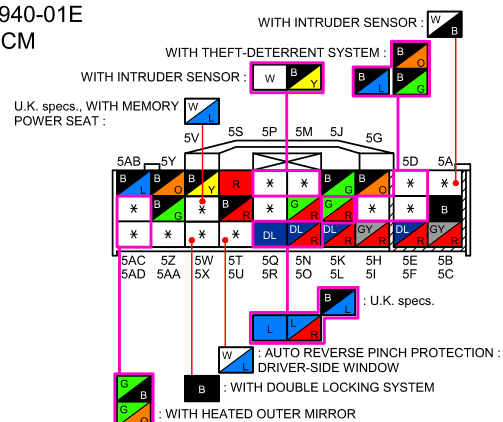 940-01E
CM
WITH INTRUDER SENSOR : W B
WITH THEFT-DETERRENT SYSTEM : B O
B L B G
WITH INTRUDER SENSOR : W B Y
U.K. specs., WITH MEMORY W L
POWER SEAT :
5V 5S 5P 5M 5J 5G
5AB 5Y 5D 5A
B L B O B Y R * * B G B O * *
* B G * B R * G R G R * * * B
* * * * DL DL R DL R GY R DL R GY R *
5AC 5Z 5W 5T 5Q 5N 5K 5H 5E 5B
5AD 5AA 5X 5U 5R 5O 5L 5I 5F 5C
B L : U.K. specs.
L L R
W L : AUTO REVERSE PINCH PROTECTION :
DRIVER-SIDE WINDOW
B : WITH DOUBLE LOCKING SYSTEM
G B
G O : WITH HEATED OUTER MIRROR